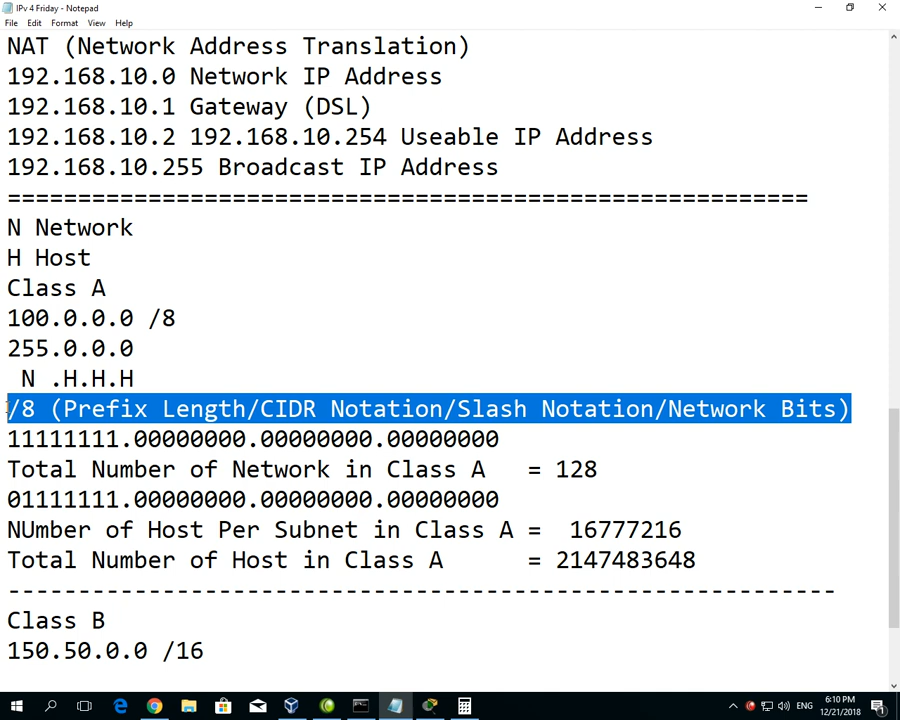 IPv 4 Friday - Notepad
File Edit Format View Help
NAT (Network Address Translation)
192.168.10.0 Network IP Address
192.168.10.1 Gateway (DSL)
192.168.10.2 192.168.10.254 Useable IP Address
192.168.10.255 Broadcast IP Address
=========================================================
N Network
H Host
Class A
100.0.0.0 /8
255.0.0.0
N .H.H.H
/8 (Prefix Length/CIDR Notation/Slash Notation/Network Bits)
11111111.00000000.00000000.00000000
Total Number of Network in Class A = 128
01111111.00000000.00000000.00000000
NUmber of Host Per Subnet in Class A = 16777216
Total Number of Host in Class A = 2147483648
-----------------------------------------------------------
Class B
150.50.0.0 /16
ENG
6:10 PM
12/21/2018
1